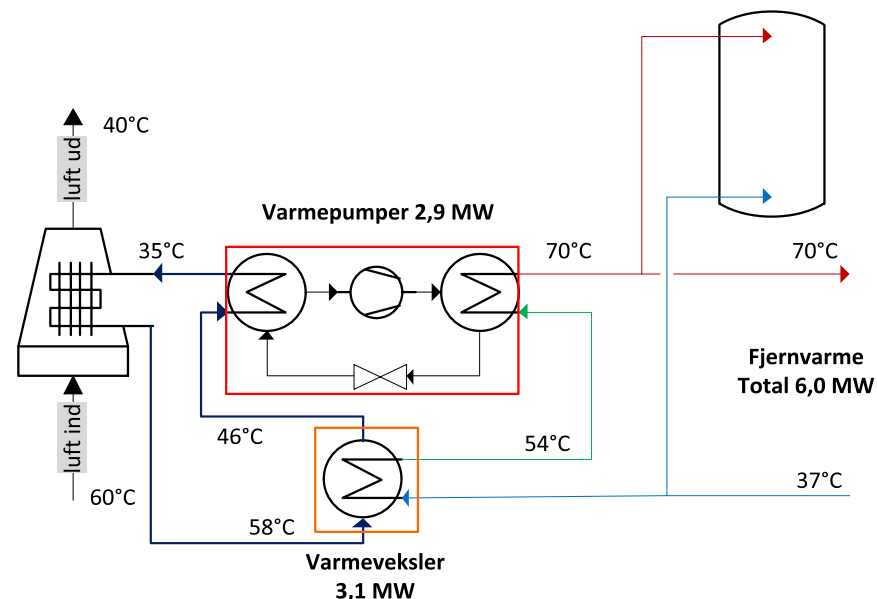 40°C
luft ud
Varmepumper 2,9 MW
35°C
70°C
70°C
Fjernvarme
Total 6,0 MW
luft ind
46°C
54°C
60°C
37°C
58°C
Varmeveksler
3,1 MW